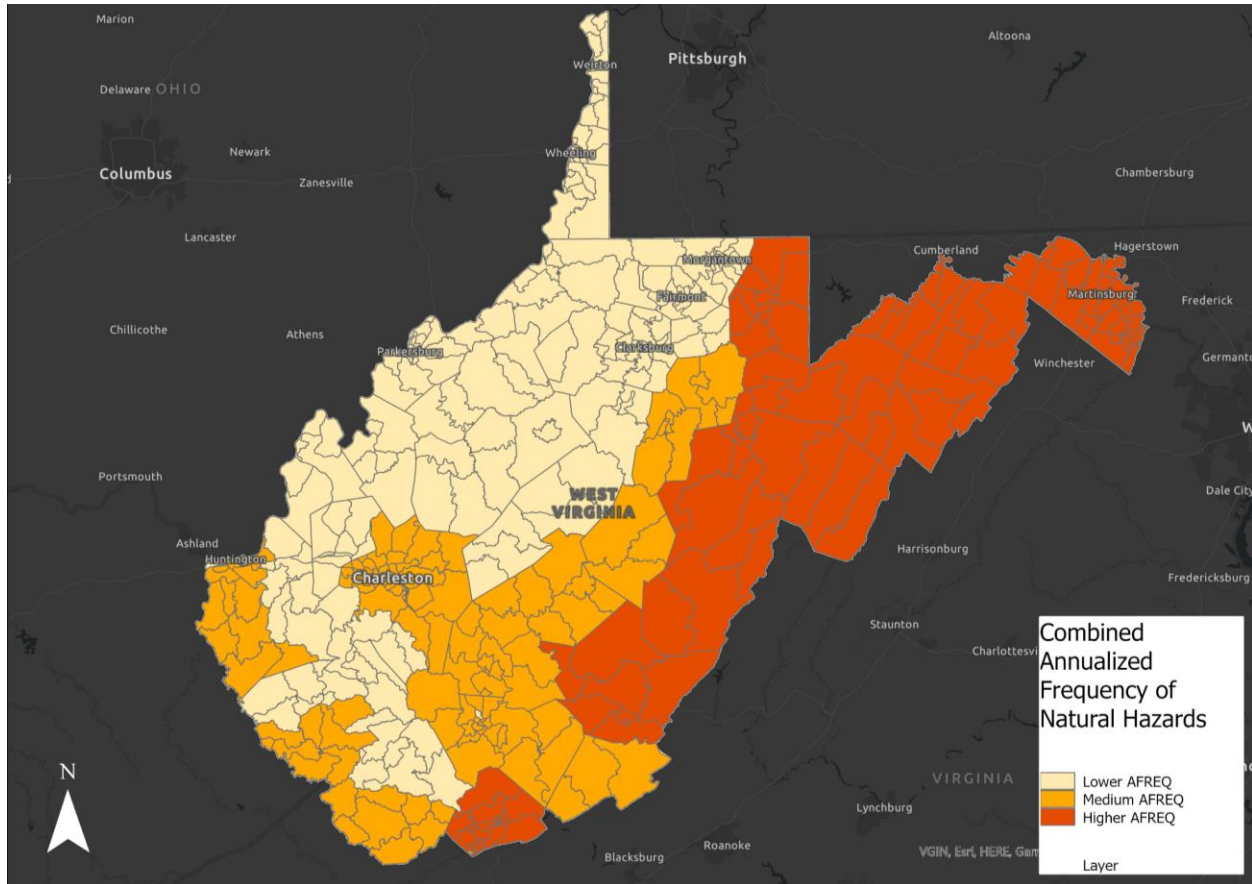 Marion
Altoona
Pittsburgh
Weirton
Delaware
OHIO
Newark
Wheeling
Columbus
Zanesville
Chambersburg
Lancaster
Cumberland
Hagerstown
Morgantown
Fairmont
Martinsburg
Frederick
Chillicothe
Athens
Parkersburg
Clarksburg
Winchester
Germanto
W
Portsmouth
WEST
VIRGINIA
Dale City
Ashland
Huntington
Charleston
Harrisonburg
Fredericksburg
Staunton
Charlottesvi
Combined
Annualized
Frequency of
Natural Hazards
Lower AFREQ
Medium AFREQ
Higher AFREQ
Layer
N
VIRGINIA
Lynchburg
Roanoke
Blacksburg
VGIN, Esri, HERE, Gar